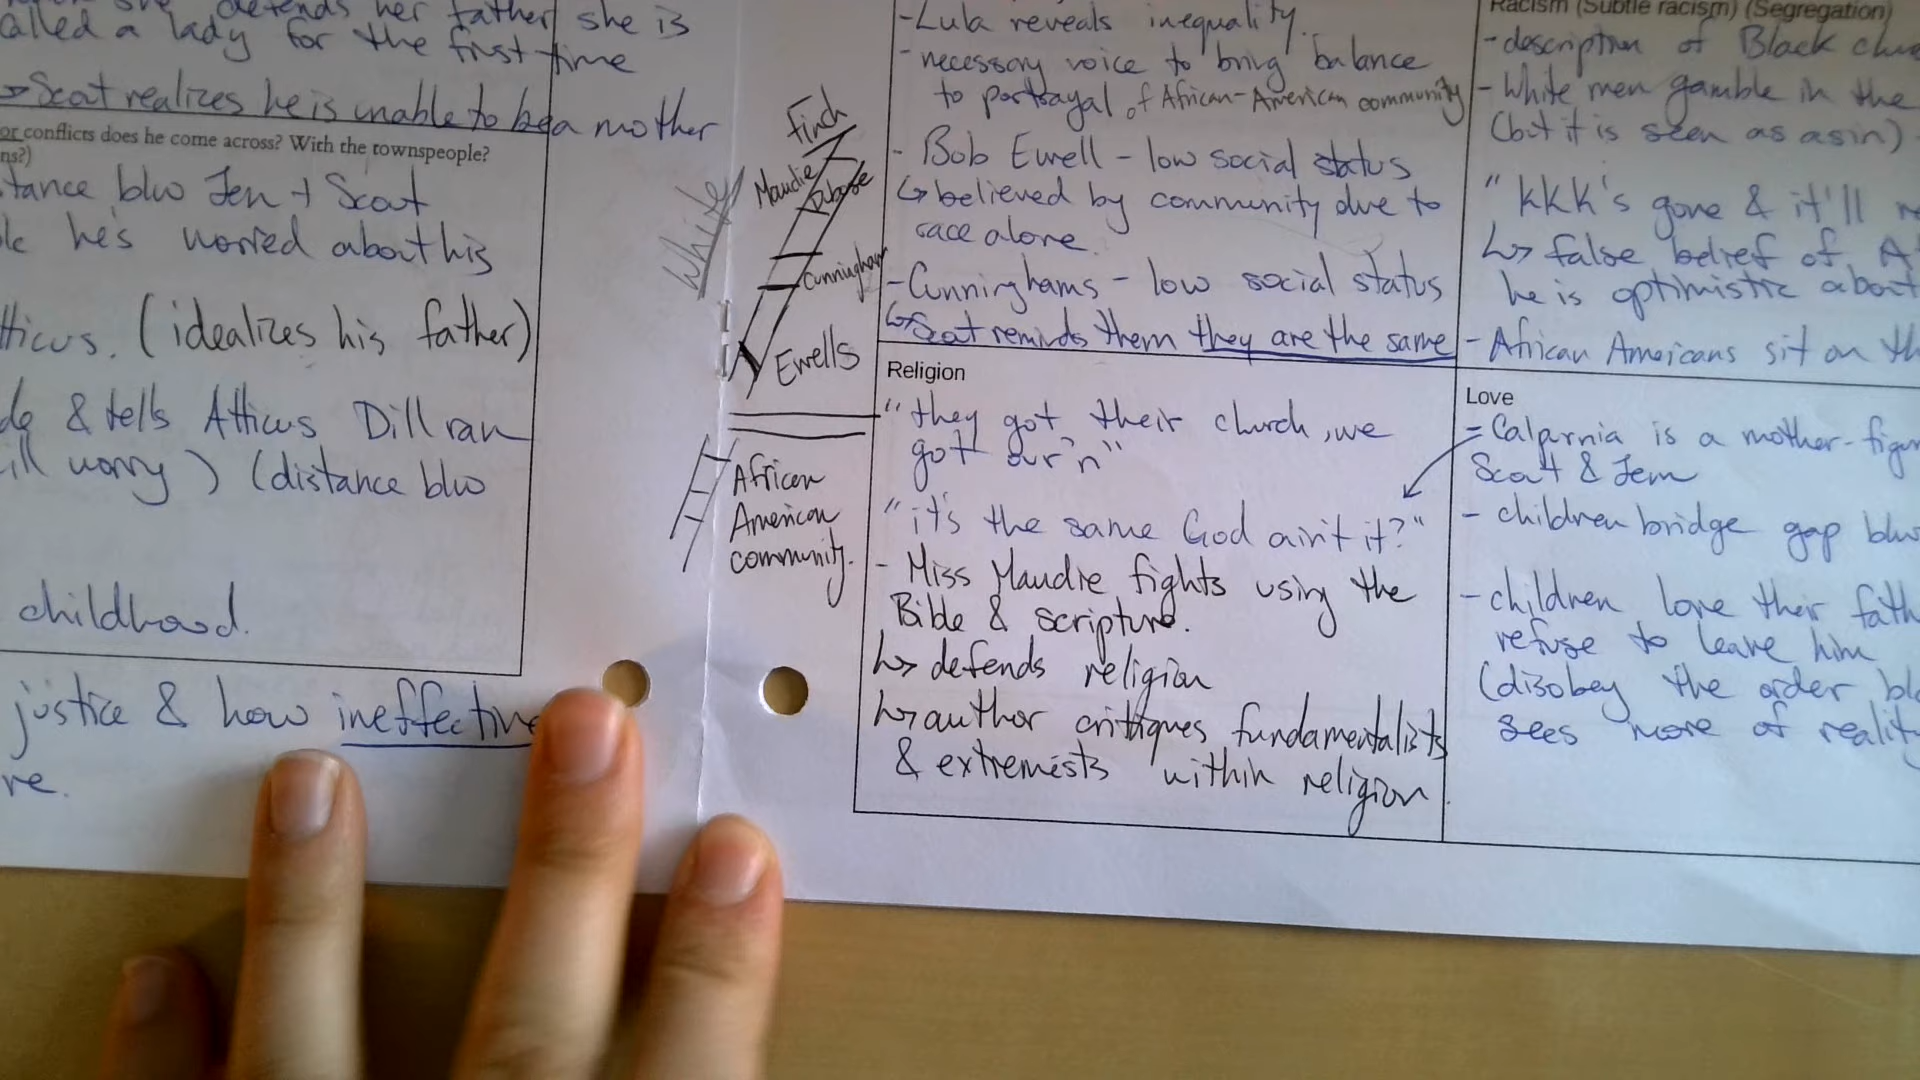 defends her father she is
called a lady for the first time
↳ Scout realizes he is unable to be a mother
or conflicts does he come across? With the townspeople?
ns?)
tance b/w Jem + Scout
he's worried about his
tticus. (idealizes his father)
& tells Atticus Dill ran
ill worry) (distance b/w
childhood.
justice & how ineffective
re.
White
Finch
Maudie
Dubose
Cunningham
Ewells
African
American
community.
- Lula reveals inequality.
- necessary voice to bring balance
to portrayal of African-American community
- Bob Ewell - low social status
↳ believed by community due to
race alone
- Cunninghams - low social status
↳ Scout reminds them they are the same
Religion
"they got their church, we
got our'n"
"it's the same God ain't it?"
- Miss Maudie fights using the
Bible & scripture.
↳ defends religion
↳ author critiques fundamentalists
& extremists within religion.
Racism (Subtle racism) (Segregation)
- description of Black chu
- White men gamble in the
(but it is seen as a sin)
"KKK's gone & it'll
↳ false belief of A
he is optimistic about
- African Americans sit on th
Love
- Calpurnia is a mother-figur
Scout & Jem
- children bridge gap b/w
- children love their fath
refuse to leave him
(disobey the order
sees more of reality